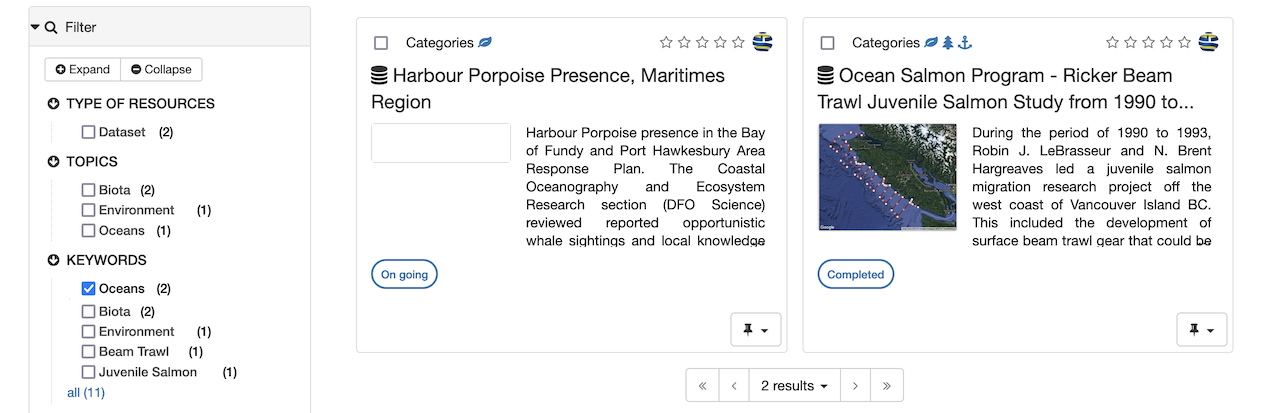 Filter
Expand
Collapse
TYPE OF RESOURCES
Dataset (2)
TOPICS
Biota (2)
Environment (1)
Oceans (1)
KEYWORDS
Oceans (2)
Biota (2)
Environment (1)
Beam Trawl (1)
Juvenile Salmon (1)
all (11)
Categories
Harbour Porpoise Presence, Maritimes
Region
Harbour Porpoise presence in the Bay
of Fundy and Port Hawkesbury Area
Response Plan. The Coastal
Oceanography and Ecosystem
Research section (DFO Science)
reviewed reported opportunistic
whale sightings and local knowledge
On going
Categories
Ocean Salmon Program - Ricker Beam
Trawl Juvenile Salmon Study from 1990 to...
Google
During the period of 1990 to 1993,
Robin J. LeBrasseur and N. Brent
Hargreaves led a juvenile salmon
migration research project off the
west coast of Vancouver Island BC.
This included the development of
surface beam trawl gear that could be
Completed
« ‹ 2 results › »